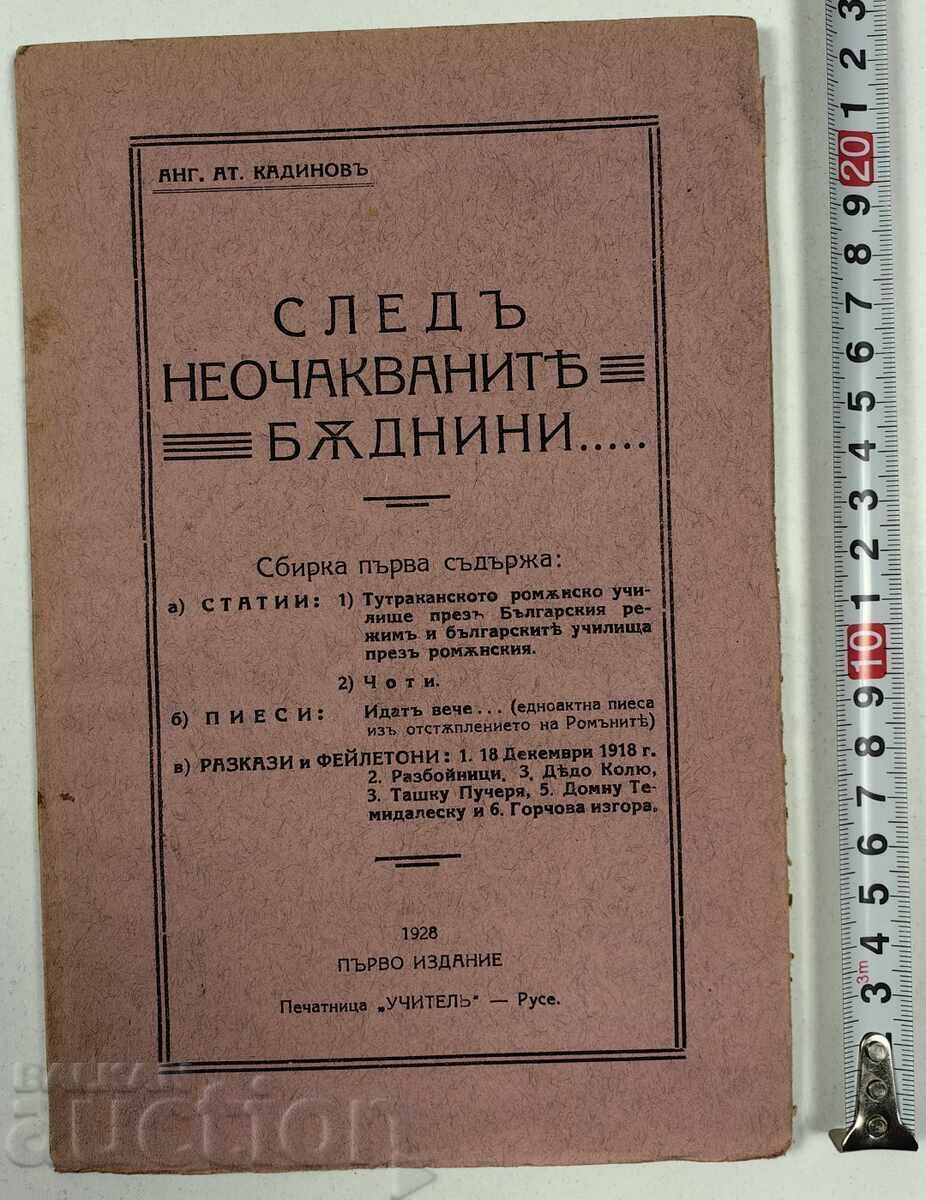 АНГ. АТ. КАДИНОВЪ
СЛЕДЪ
НЕОЧАКВАНИТѢ
БѪДНИНИ.....
Сбирка първа съдържа:
а) СТАТИИ: 1) Тутраканското ромѫнско учи-
лище презъ Българския ре-
жимъ и българскитѣ училища
презъ ромѫнския.
2) Чоти.
б) ПИЕСИ: Идатъ вече... (едноактна пиеса
изъ отстѫплението на Ромънитѣ)
в) РАЗКАЗИ и ФЕЙЛЕТОНИ: 1. 18 Декември 1918 г.
2. Разбойници, 3. Дѣдо Колю,
3. Ташку Пучеря, 5. Домну Те-
мидалеску и 6. Горчова изгора.
1928
ПЪРВО ИЗДАНИЕ
Печатница „УЧИТЕЛЬ“ — Русе.
BALKAN
auction
3 2 1 20 9 8 7 6 5 4 3 2 1 10 9 8 7 6 5 4 3
3m